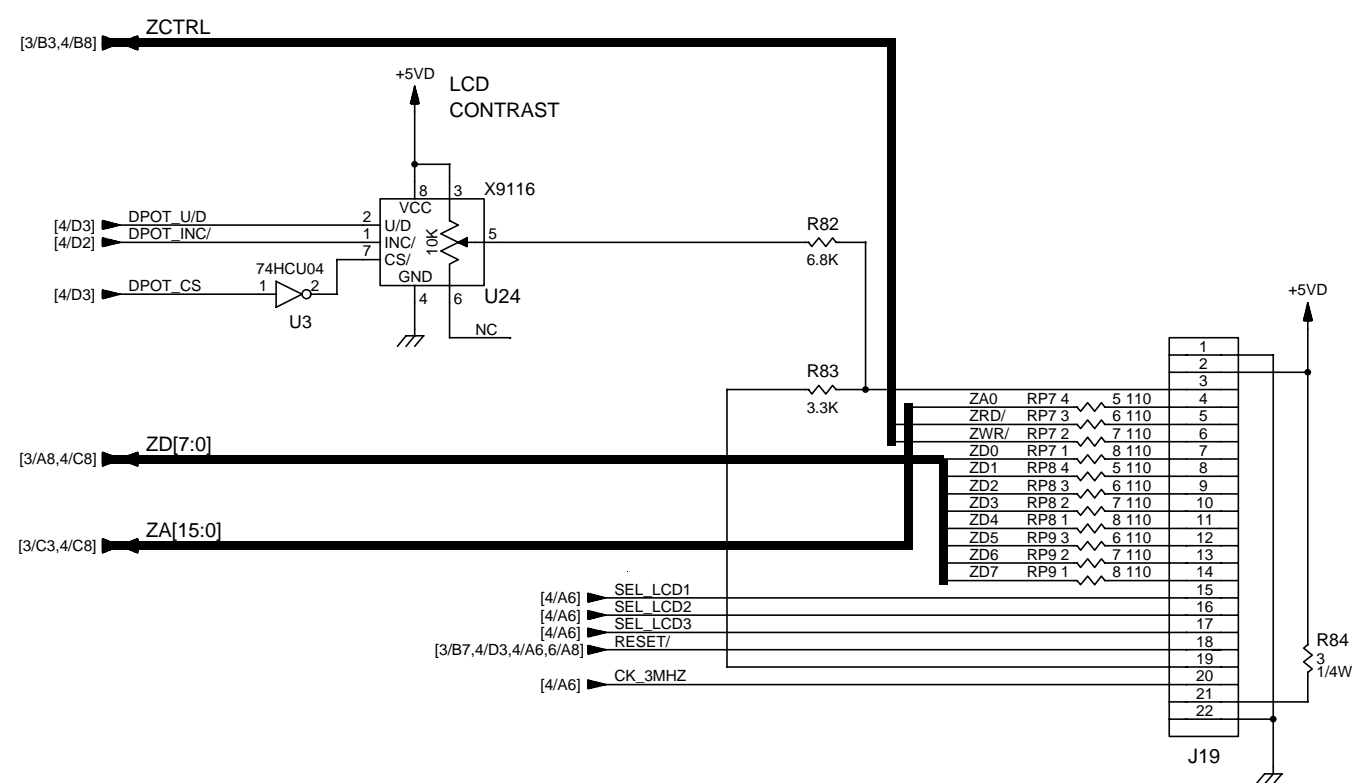 ZCTRL
[3/B3,4/B8]
+5VD
LCD
CONTRAST
8 3 X9116
VCC
[4/D3] DPOT_U/D 2 U/D
[4/D2] DPOT_INC/ 1 INC/ 10K 5
7 CS/
GND
74HCU04
[4/D3] DPOT_CS 1 2
U3
4 6 U24
NC
R82
6.8K
+5VD
R83
3.3K
1
2
3
ZA0 RP7 4 5 110 4
ZRD/ RP7 3 6 110 5
ZWR/ RP7 2 7 110 6
[3/A8,4/C8] ZD[7:0]
ZD0 RP7 1 8 110 7
ZD1 RP8 4 5 110 8
ZD2 RP8 3 6 110 9
ZD3 RP8 2 7 110 10
ZD4 RP8 1 8 110 11
[3/C3,4/C8] ZA[15:0]
ZD5 RP9 3 6 110 12
ZD6 RP9 2 7 110 13
ZD7 RP9 1 8 110 14
[4/A6] SEL_LCD1 15
[4/A6] SEL_LCD2 16
[4/A6] SEL_LCD3 17
[3/B7,4/D3,4/A6,6/A8] RESET/ 18
19
[4/A6] CK_3MHZ 20
21
22
R84
3
1/4W
J19